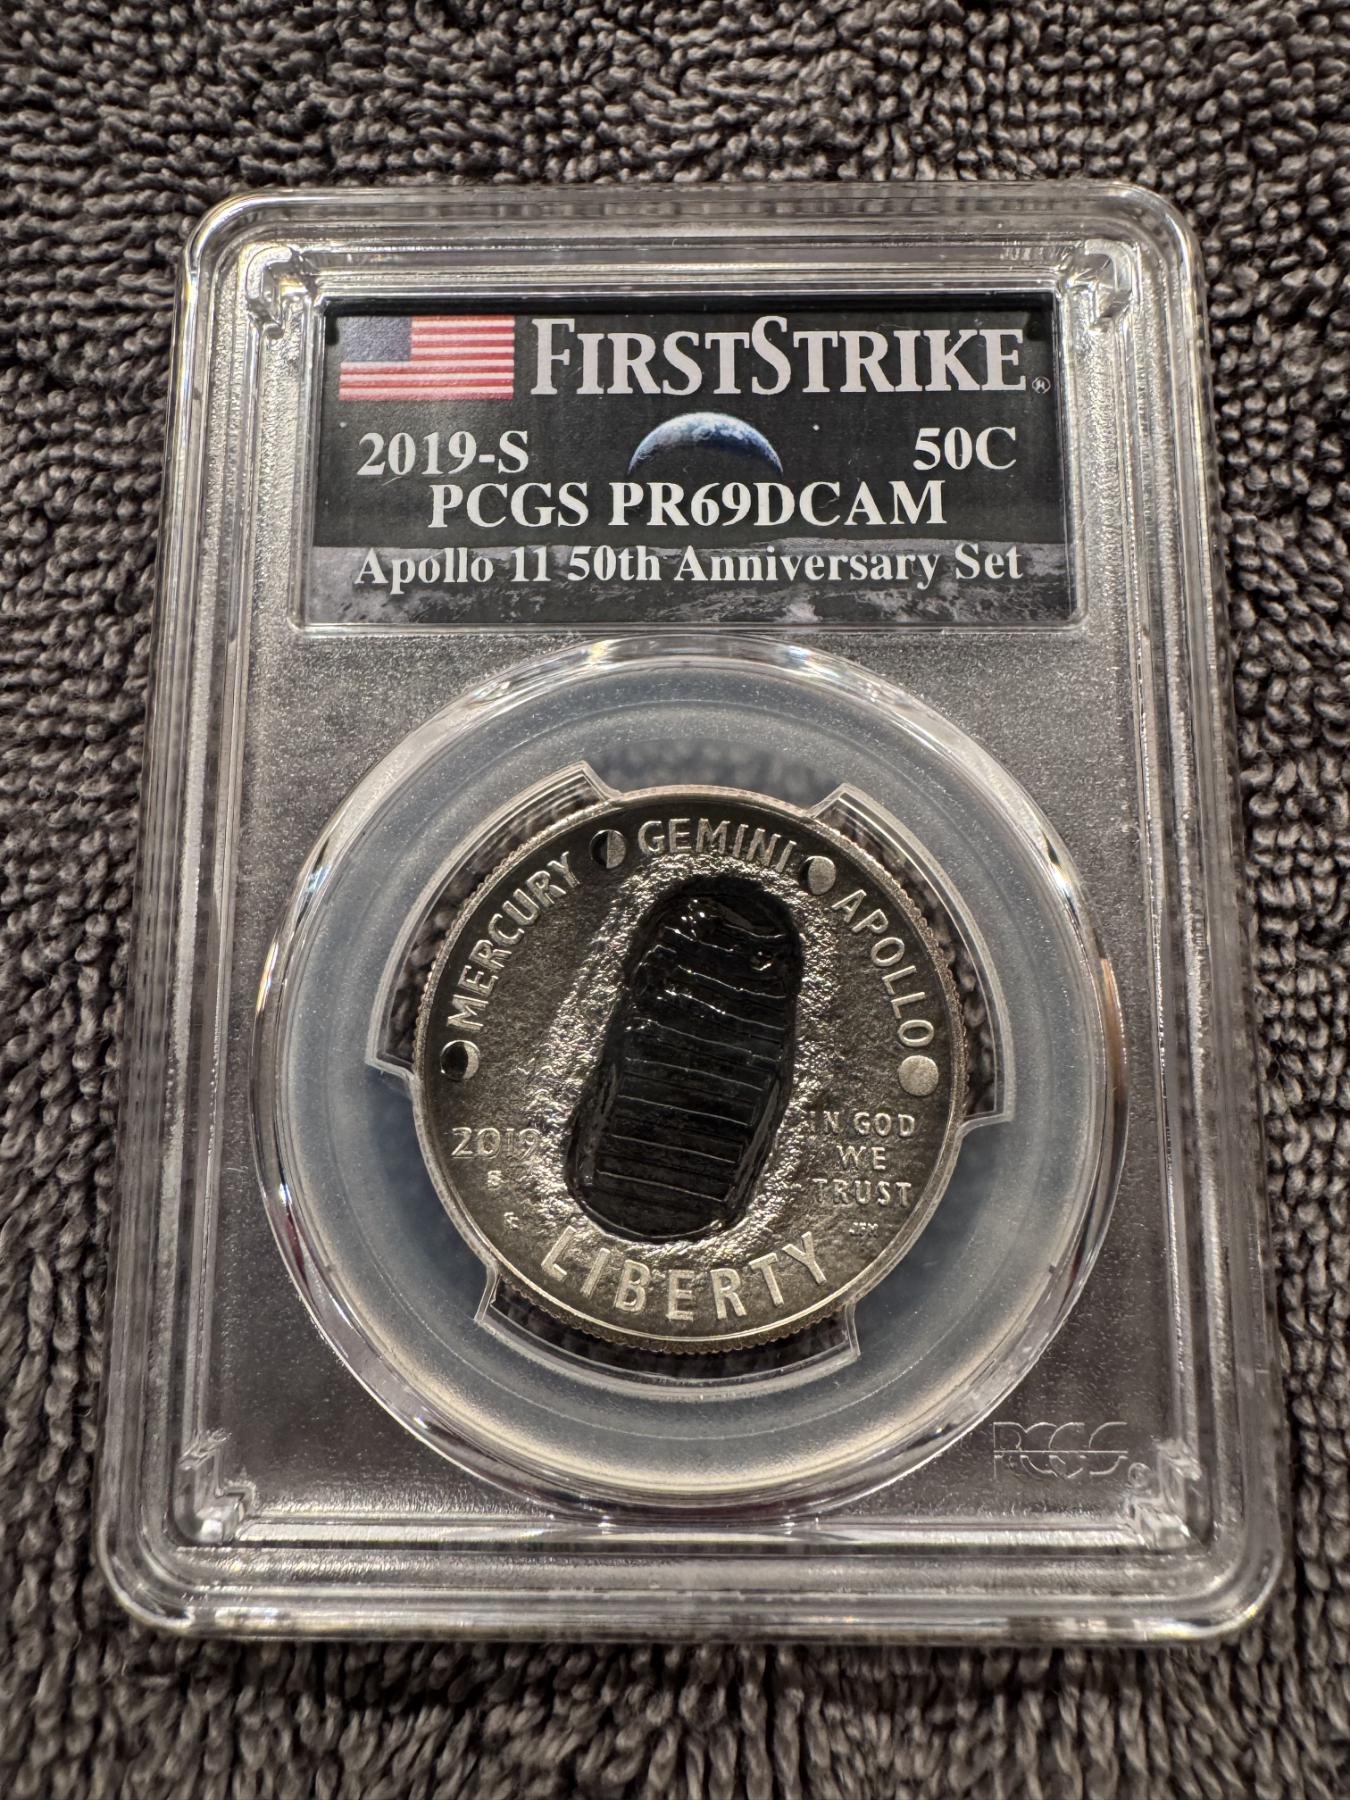 FIRSTSTRIKE®
2019-S 50C
PCGS PR69DCAM
Apollo 11 50th Anniversary Set
MERCURY GEMINI APOLLO
2019
S
IN GOD
WE
TRUST
JFM
LIBERTY
PCGS